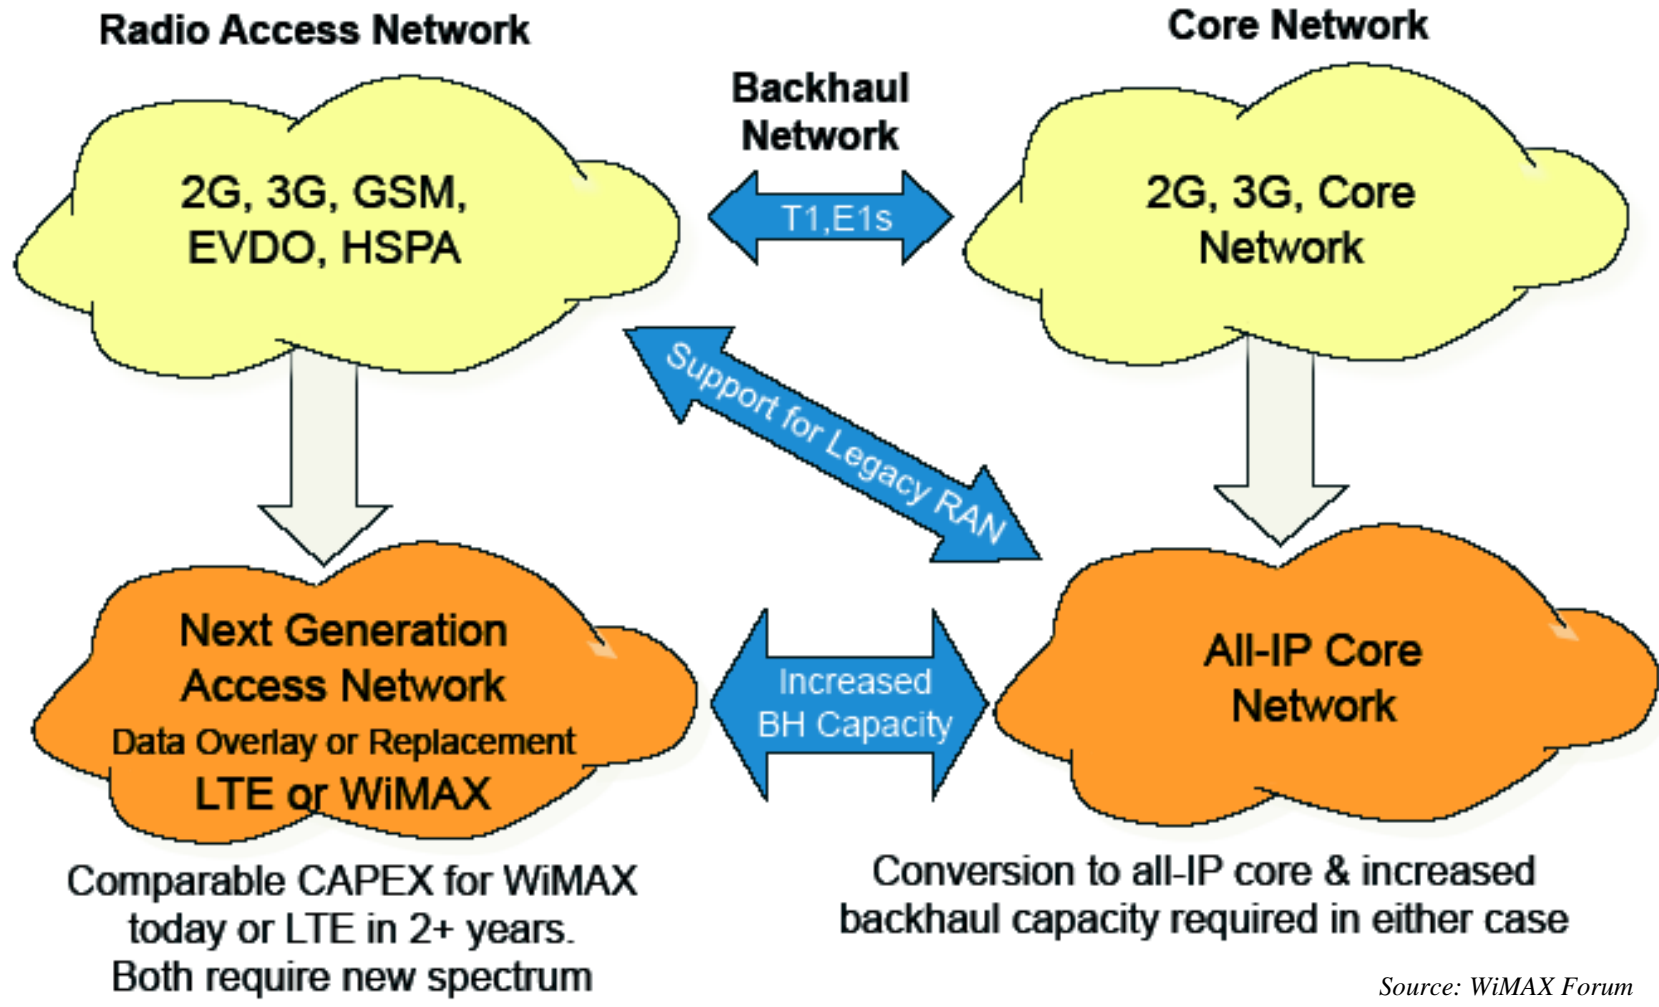 Radio Access Network
Core Network
Backhaul
Network
2G, 3G, GSM,
EVDO, HSPA
T1,E1s
2G, 3G, Core
Network
Support for Legacy RAN
Next Generation
Access Network
Data Overlay or Replacement
LTE or WiMAX
Increased
BH Capacity
All-IP Core
Network
Comparable CAPEX for WiMAX
today or LTE in 2+ years.
Both require new spectrum
Conversion to all-IP core & increased
backhaul capacity required in either case
Source: WiMAX Forum